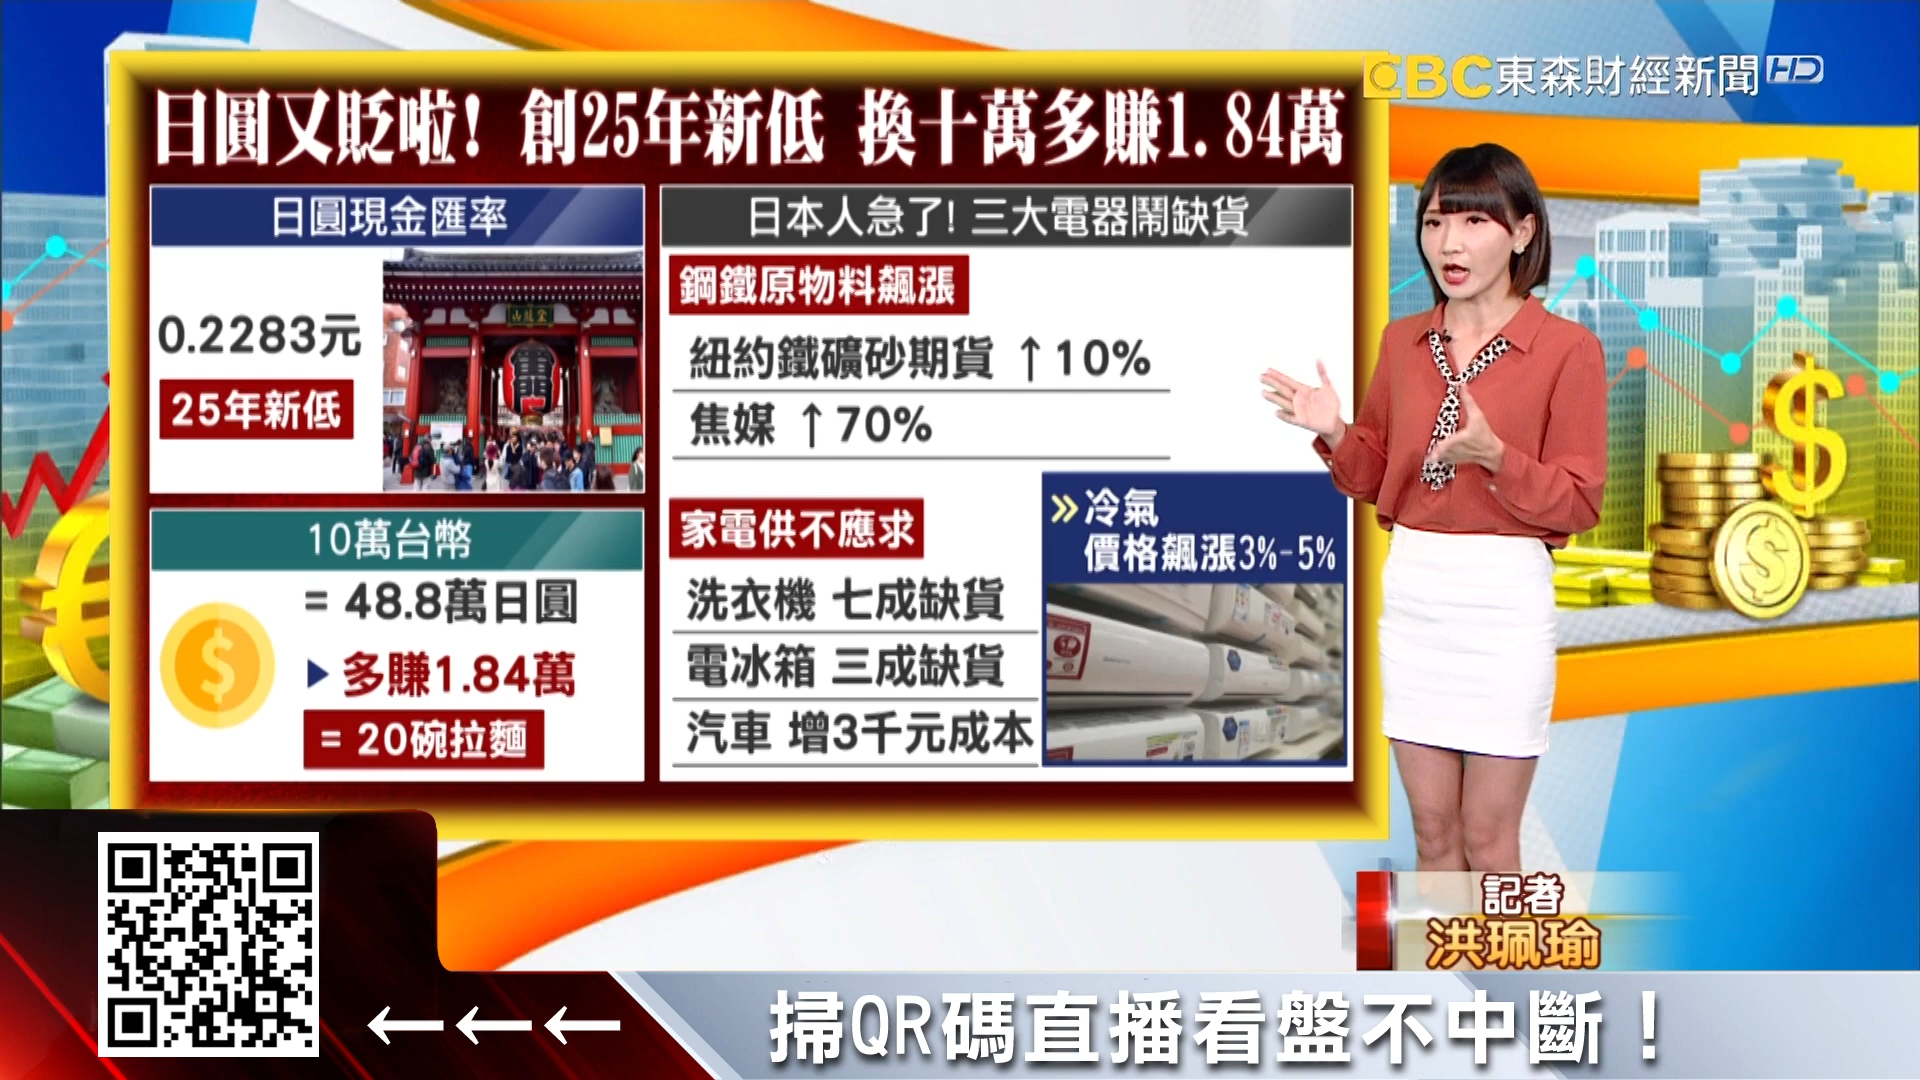 EBC東森財經新聞HD
日圓又貶啦！創25年新低 換十萬多賺1.84萬
日圓現金匯率
0.2283元
25年新低
10萬台幣
= 48.8萬日圓
多賺1.84萬
= 20碗拉麵
日本人急了！三大電器鬧缺貨
鋼鐵原物料飆漲
紐約鐵礦砂期貨 ↑10%
焦媒 ↑70%
家電供不應求
洗衣機 七成缺貨
電冰箱 三成缺貨
汽車 增3千元成本
冷氣
價格飆漲3%-5%
記者
洪珮瑜
←←← 掃QR碼直播看盤不中斷！